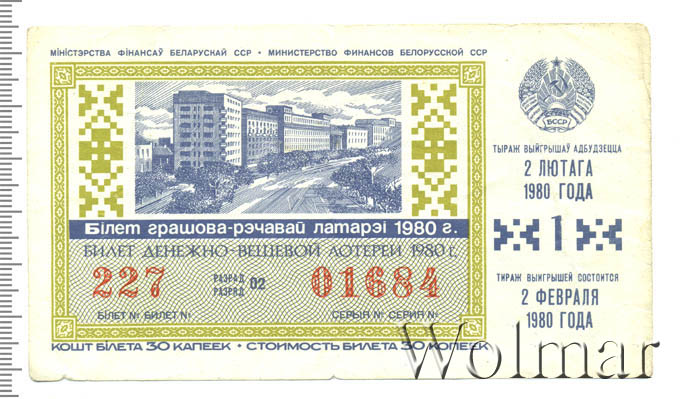 МІНІСТЭРСТВА ФІНАНСАЎ БЕЛАРУСКАЙ ССР • МИНИСТЕРСТВО ФИНАНСОВ БЕЛОРУССКОЙ ССР
Білет грашова-рэчавай латарэі 1980 г.
БИЛЕТ ДЕНЕЖНО-ВЕЩЕВОЙ ЛОТЕРЕИ 1980 г.
227 РАЗРАД РАЗРЯД 02 01684
БІЛЕТ № БИЛЕТ № СЕРЫЯ № СЕРИЯ №
КОШТ БІЛЕТА 30 КАПЕЕК • СТОИМОСТЬ БИЛЕТА 30 КОПЕЕК
БССР
ТЫРАЖ ВЫЙГРЫШАЎ АДБУДЗЕЦЦА
2 ЛЮТАГА
1980 ГОДА
1
ТИРАЖ ВЫИГРЫШЕЙ СОСТОИТСЯ
2 ФЕВРАЛЯ
1980 ГОДА
Wolmar